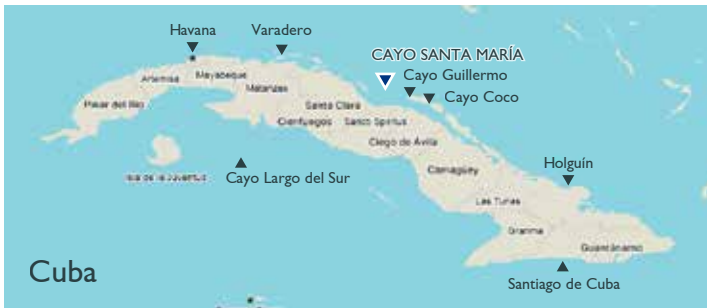 Havana
Varadero
CAYO SANTA MARÍA
Cayo Guillermo
Cayo Coco
Artemisa
Mayabeque
Matanzas
Pinar del Rio
Santa Clara
Cienfuegos
Sancti Spiritus
Ciego de Ávila
Isla de la Juventud
Cayo Largo del Sur
Camagüey
Holguín
Las Tunas
Granma
Guantánamo
Cuba
Santiago de Cuba